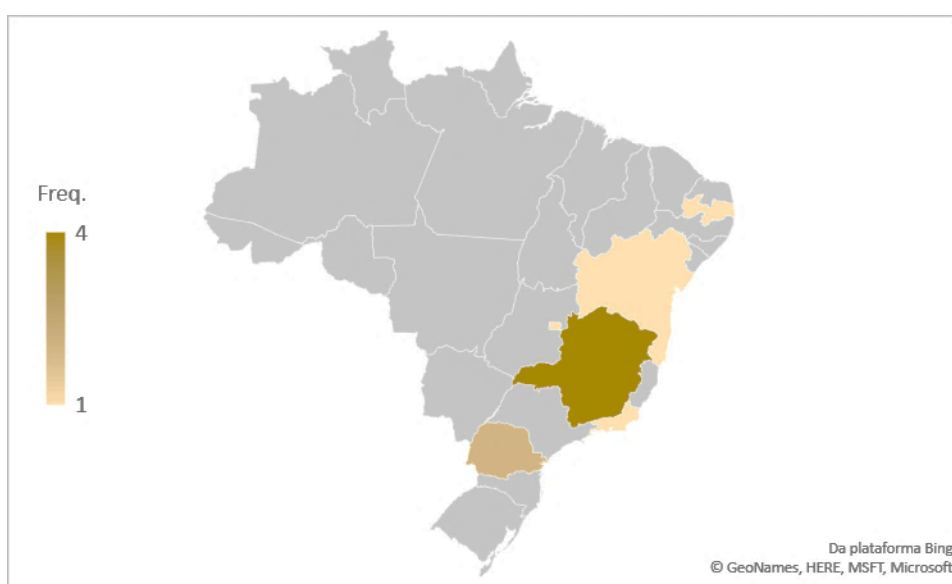 Freq.
4
1
Da plataforma Bing
© GeoNames, HERE, MSFT, Microsoft